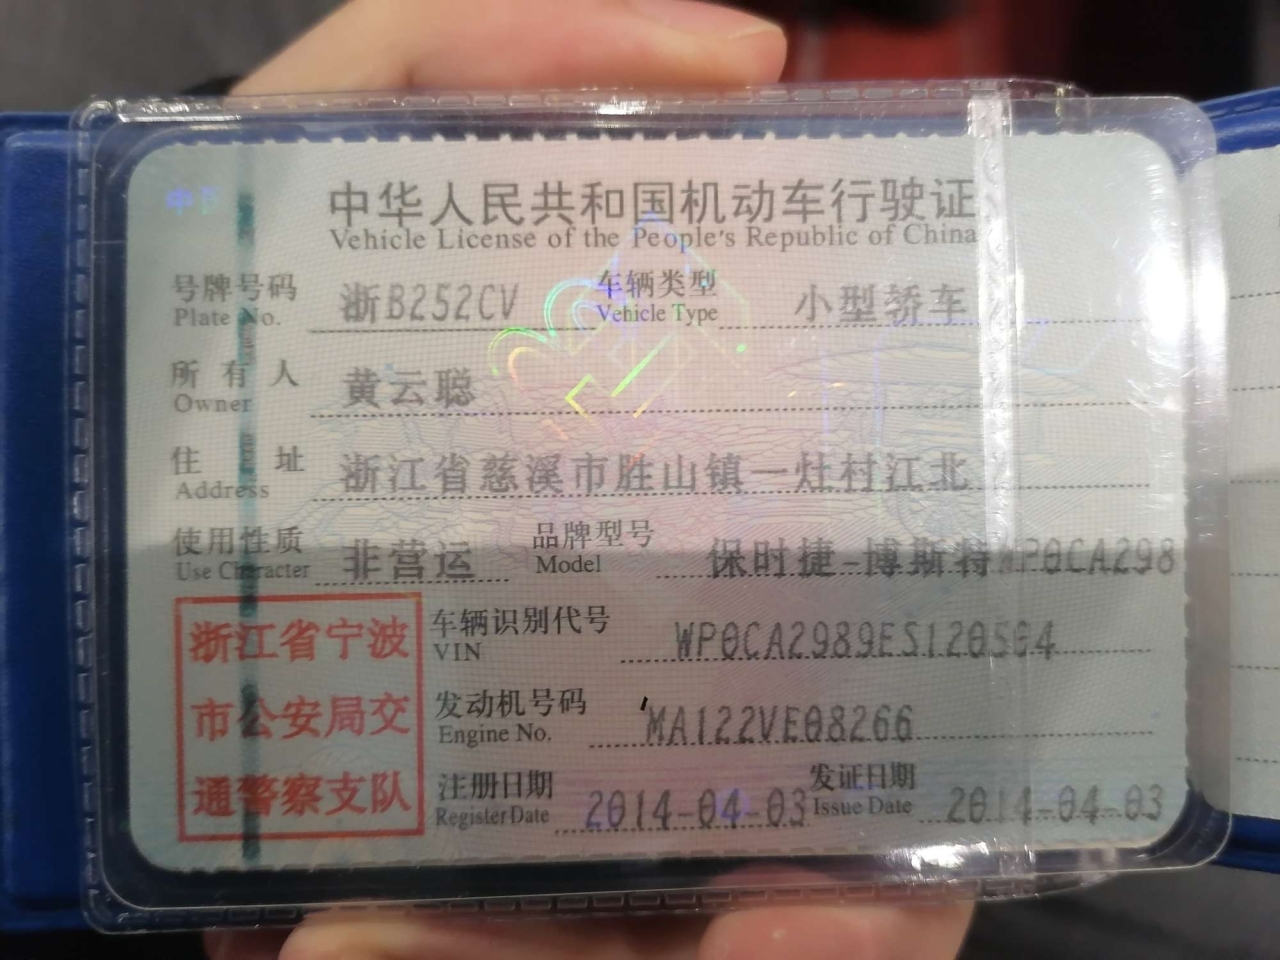 中华人民共和国机动车行驶证
Vehicle License of the People's Republic of China
号牌号码 浙B252CV 车辆类型 小型轿车
Plate No. Vehicle Type
所有人 黄云聪
Owner
住址 浙江省慈溪市胜山镇一灶村江北
Address
使用性质 非营运 品牌型号 保时捷-博斯特WP0CA298
Use Character Model
浙江省宁波
市公安局交
通警察支队
车辆识别代号 WP0CA2989ES120564
VIN
发动机号码 MA122VE08266
Engine No.
注册日期 2014-04-03 发证日期 2014-04-03
Register Date Issue Date